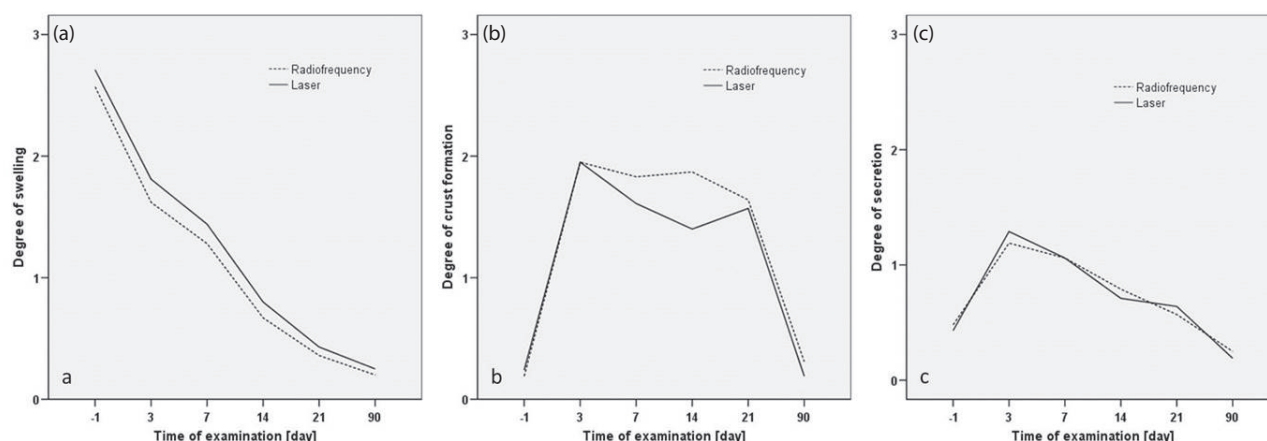 (a)
3
2
1
0
Degree of swelling
Radiofrequency
Laser
a
-1 3 7 14 21 90
Time of examination [day]
(b)
3
2
1
0
Degree of crust formation
Radiofrequency
Laser
b
-1 3 7 14 21 90
Time of examination [day]
(c)
3
2
1
0
Degree of secretion
Radiofrequency
Laser
c
-1 3 7 14 21 90
Time of examination [day]